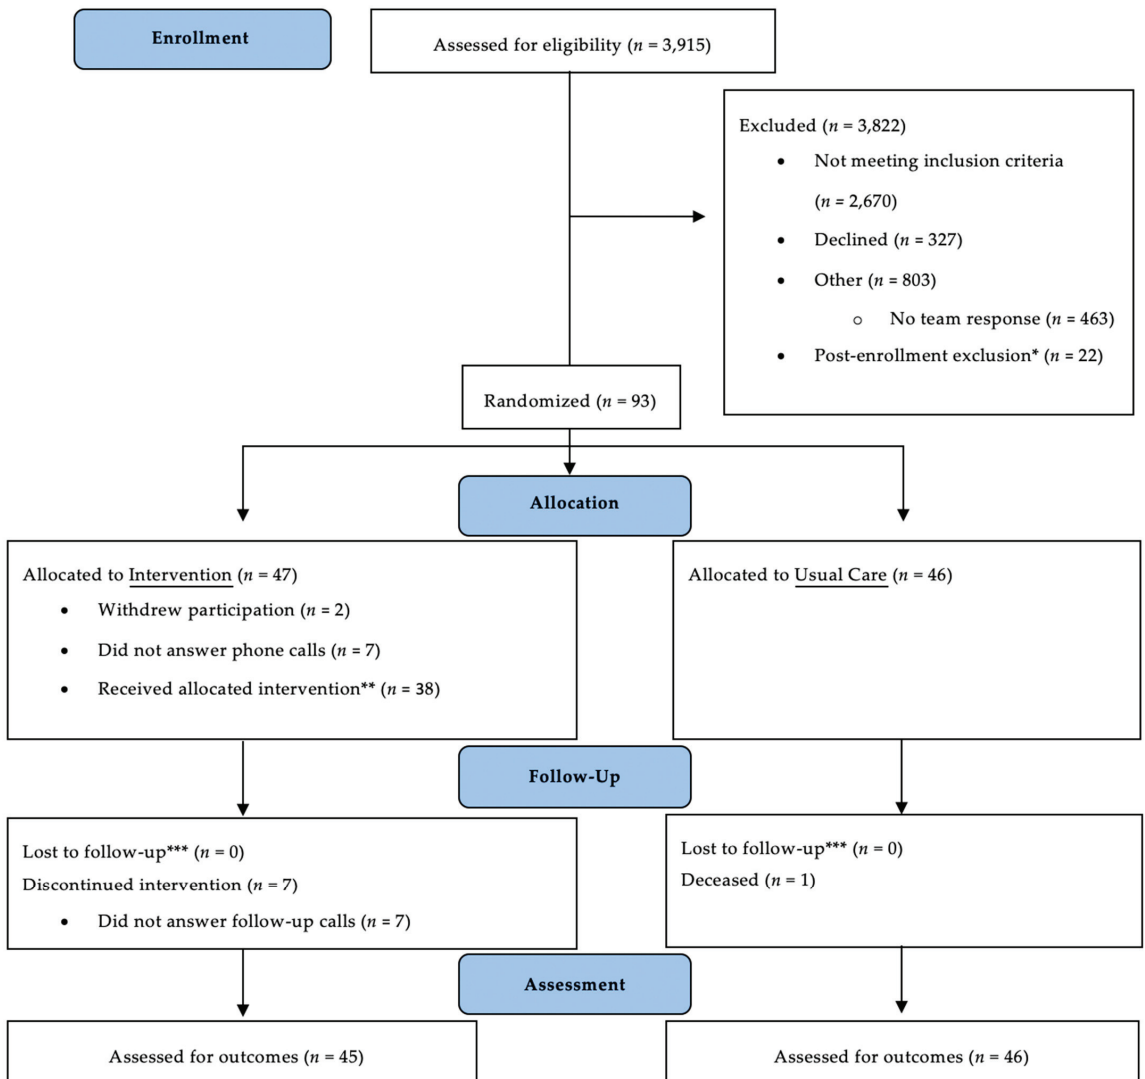 Enrollment
Assessed for eligibility (n = 3,915)
Excluded (n = 3,822)
• Not meeting inclusion criteria
(n = 2,670)
• Declined (n = 327)
• Other (n = 803)
o No team response (n = 463)
• Post-enrollment exclusion* (n = 22)
Randomized (n = 93)
Allocation
Allocated to Intervention (n = 47)
• Withdrew participation (n = 2)
• Did not answer phone calls (n = 7)
• Received allocated intervention** (n = 38)
Allocated to Usual Care (n = 46)
Follow-Up
Lost to follow-up*** (n = 0)
Discontinued intervention (n = 7)
• Did not answer follow-up calls (n = 7)
Lost to follow-up*** (n = 0)
Deceased (n = 1)
Assessment
Assessed for outcomes (n = 45)
Assessed for outcomes (n = 46)